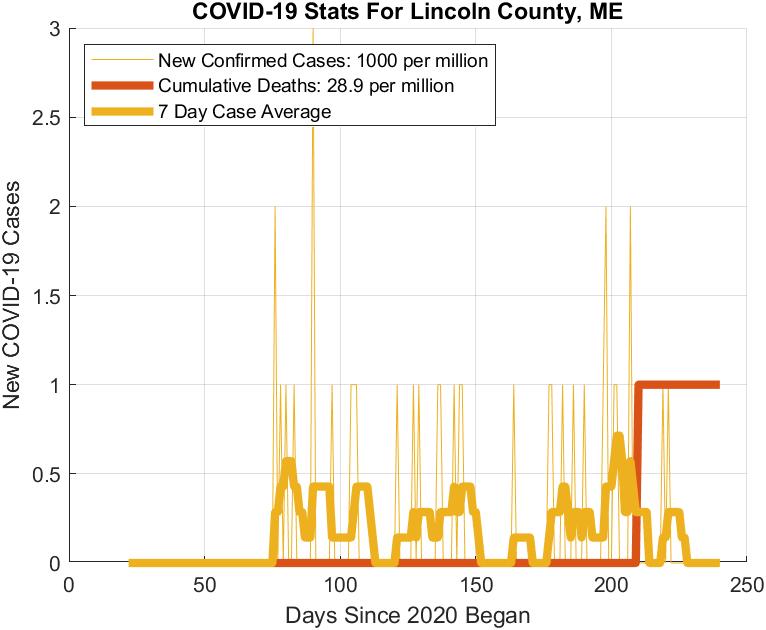 COVID-19 Stats For Lincoln County, ME
New Confirmed Cases: 1000 per million
Cumulative Deaths: 28.9 per million
7 Day Case Average
New COVID-19 Cases
3
2.5
2
1.5
1
0.5
0
0 50 100 150 200 250
Days Since 2020 Began